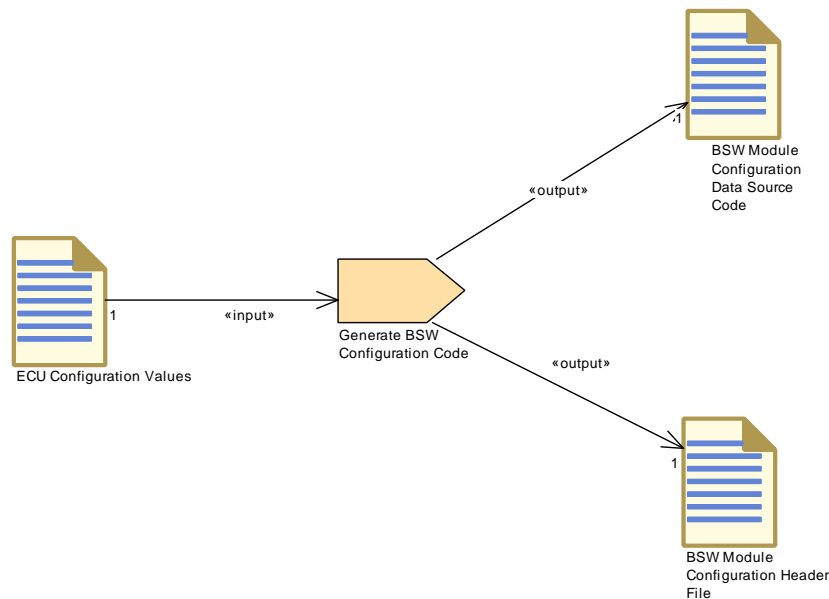 1
BSW Module
Configuration
Data Source
Code
«output»
1
«input»
Generate BSW
Configuration Code
ECU Configuration Values
«output»
1
BSW Module
Configuration Header
File